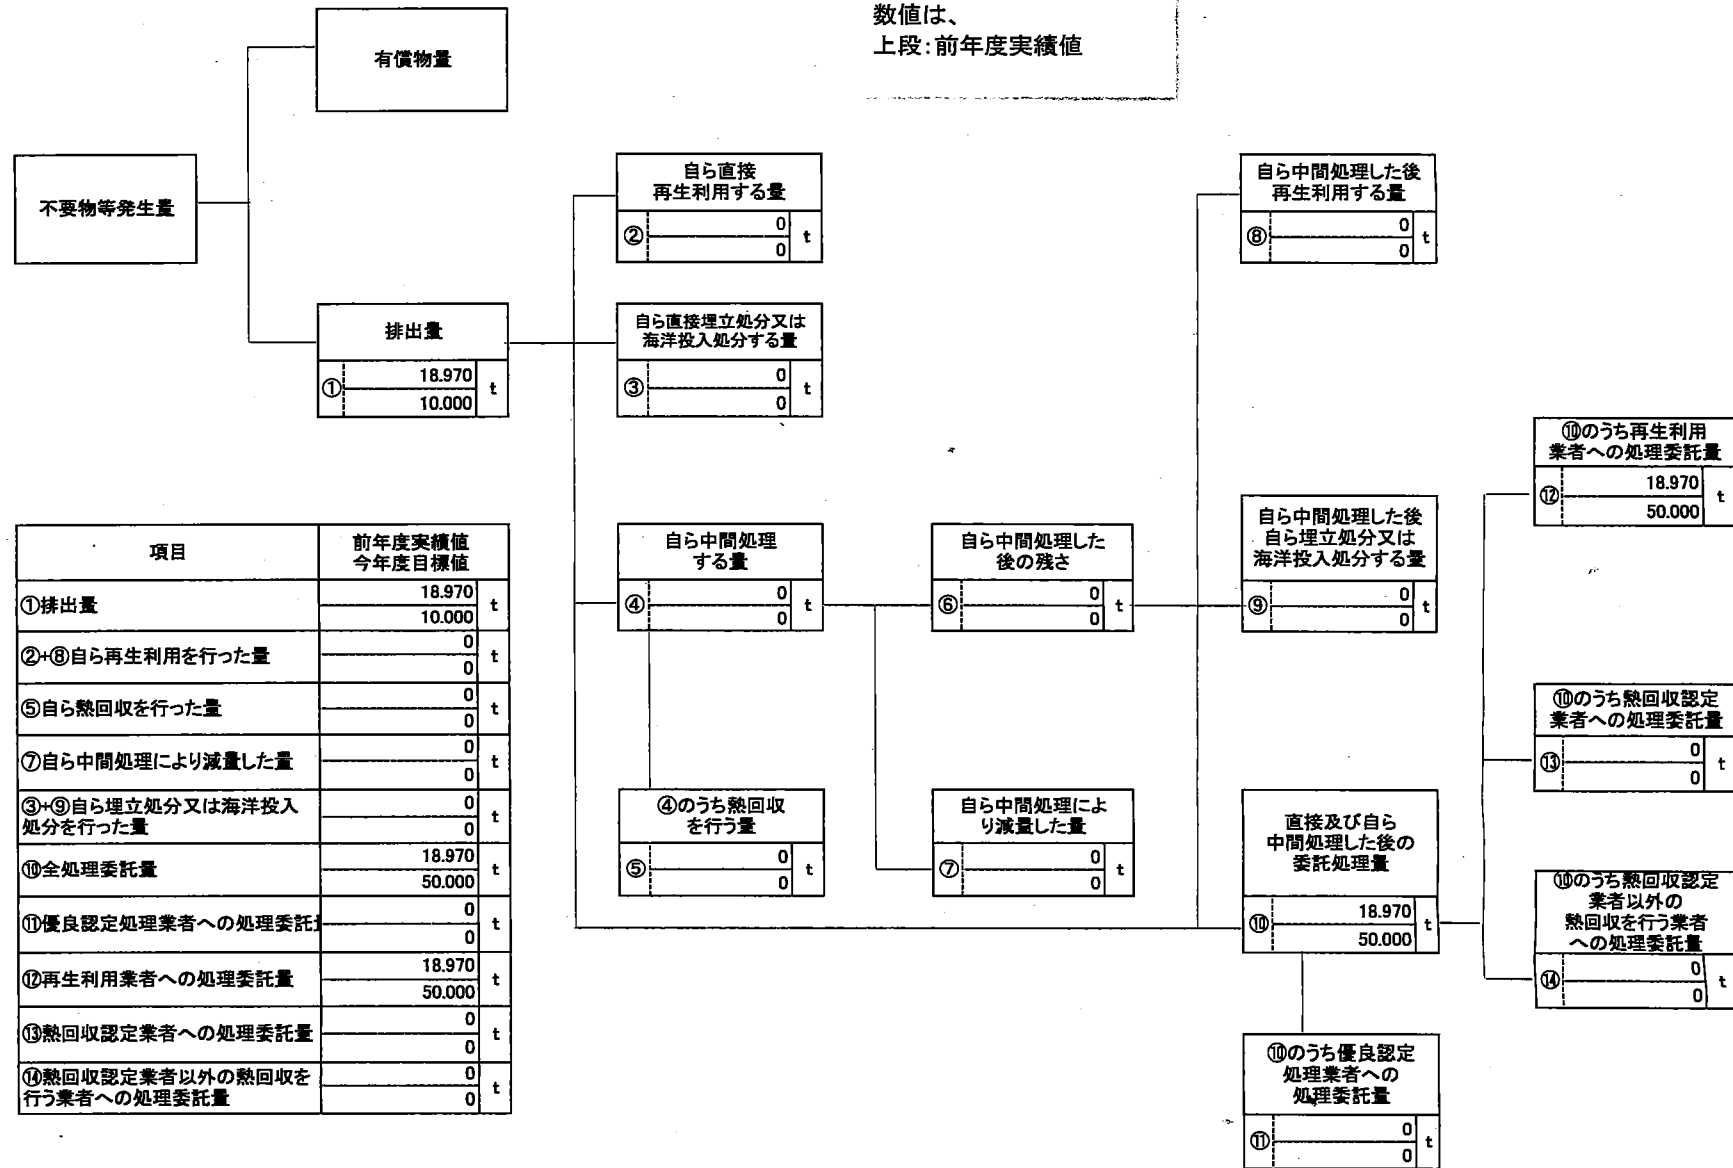 数値は、
上段:前年度実績値
有償物量
不要物等発生量
排出量
① 18.970 t
10.000
自ら直接
再生利用する量
② 0 t
0
自ら直接埋立処分又は
海洋投入処分する量
③ 0 t
0
自ら中間処理
する量
④ 0 t
0
④のうち熱回収
を行う量
⑤ 0 t
0
自ら中間処理した
後の残さ
⑥ 0 t
0
自ら中間処理によ
り減量した量
⑦ 0 t
0
自ら中間処理した後
再生利用する量
⑧ 0 t
0
自ら中間処理した後
自ら埋立処分又は
海洋投入処分する量
⑨ 0 t
0
直接及び自ら
中間処理した後の
委託処理量
⑩ 18.970 t
50.000
⑩のうち優良認定
処理業者への
処理委託量
⑪ 0 t
0
⑩のうち再生利用
業者への処理委託量
⑫ 18.970 t
50.000
⑩のうち熱回収認定
業者への処理委託量
⑬ 0 t
0
⑩のうち熱回収認定
業者以外の
熱回収を行う業者
への処理委託量
⑭ 0 t
0
項目 前年度実績値
今年度目標値
①排出量 18.970 t
10.000
②+⑧自ら再生利用を行った量 0 t
0
⑤自ら熱回収を行った量 0 t
0
⑦自ら中間処理により減量した量 0 t
0
③+⑨自ら埋立処分又は海洋投入
処分を行った量 0 t
0
⑩全処理委託量 18.970 t
50.000
⑪優良認定処理業者への処理委託 0 t
0
⑫再生利用業者への処理委託量 18.970 t
50.000
⑬熱回収認定業者への処理委託量 0 t
0
⑭熱回収認定業者以外の熱回収を
行う業者への処理委託量 0 t
0